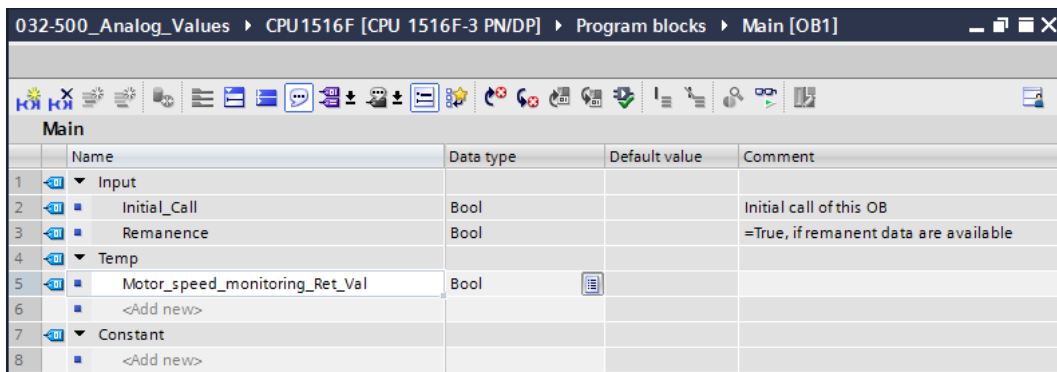 032-500_Analog_Values ▸ CPU1516F [CPU 1516F-3 PN/DP] ▸ Program blocks ▸ Main [OB1]
Main
Name Data type Default value Comment
1 Input
2 Initial_Call Bool Initial call of this OB
3 Remanence Bool =True, if remanent data are available
4 Temp
5 Motor_speed_monitoring_Ret_Val Bool
6 <Add new>
7 Constant
8 <Add new>